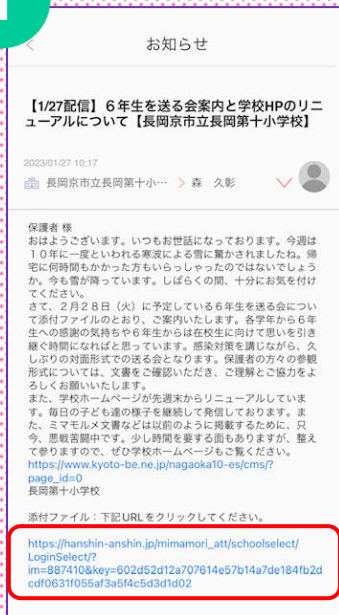 お知らせ
【1/27配信】６年生を送る会案内と学校HPのリニ
ューアルについて【長岡京市立長岡第十小学校】
2023/01/27 10:17
長岡京市立長岡第十小… > 森　久彰
保護者 様
おはようございます。いつもお世話になっております。今週は
１０年に一度といわれる寒波による雪に驚かされましたね。帰
宅に何時間もかかった方もいらっしゃったのではないでしょう
か。今も雪が降っています。しばらくの間、十分にお気を付け
てください。
さて、２月２８日（火）に予定している６年生を送る会につい
て添付ファイルのとおり、ご案内いたします。各学年から６年
生への感謝の気持ちや６年生からは在校生に向けて思いを引き
継ぐ時間になればと思っています。感染対策を講じながら、久
しぶりの対面形式での送る会となります。保護者の方々の参観
形式については、文書をご確認いただき、ご理解とご協力をよ
ろしくお願いいたします。
また、学校ホームページが先週末からリニューアルしていま
す。毎日の子ども達の様子を継続して発信しております。ま
た、ミマモルメ文書などは以前のように掲載するために、只
今、悪戦苦闘中です。少し時間を要する面もありますが、整え
て参りますので、ぜひ学校ホームページもご覧ください。
https://www.kyoto-be.ne.jp/nagaoka10-es/cms/?
page_id=0
長岡第十小学校
添付ファイル：下記URLをクリックしてください。
https://hanshin-anshin.jp/mimamori_att/schoolselect/
LoginSelect/?
im=887410&key=602d52d12a707614e57b14a7de184fb2d
cdf0631f055af3a5f4c5d3d1d02